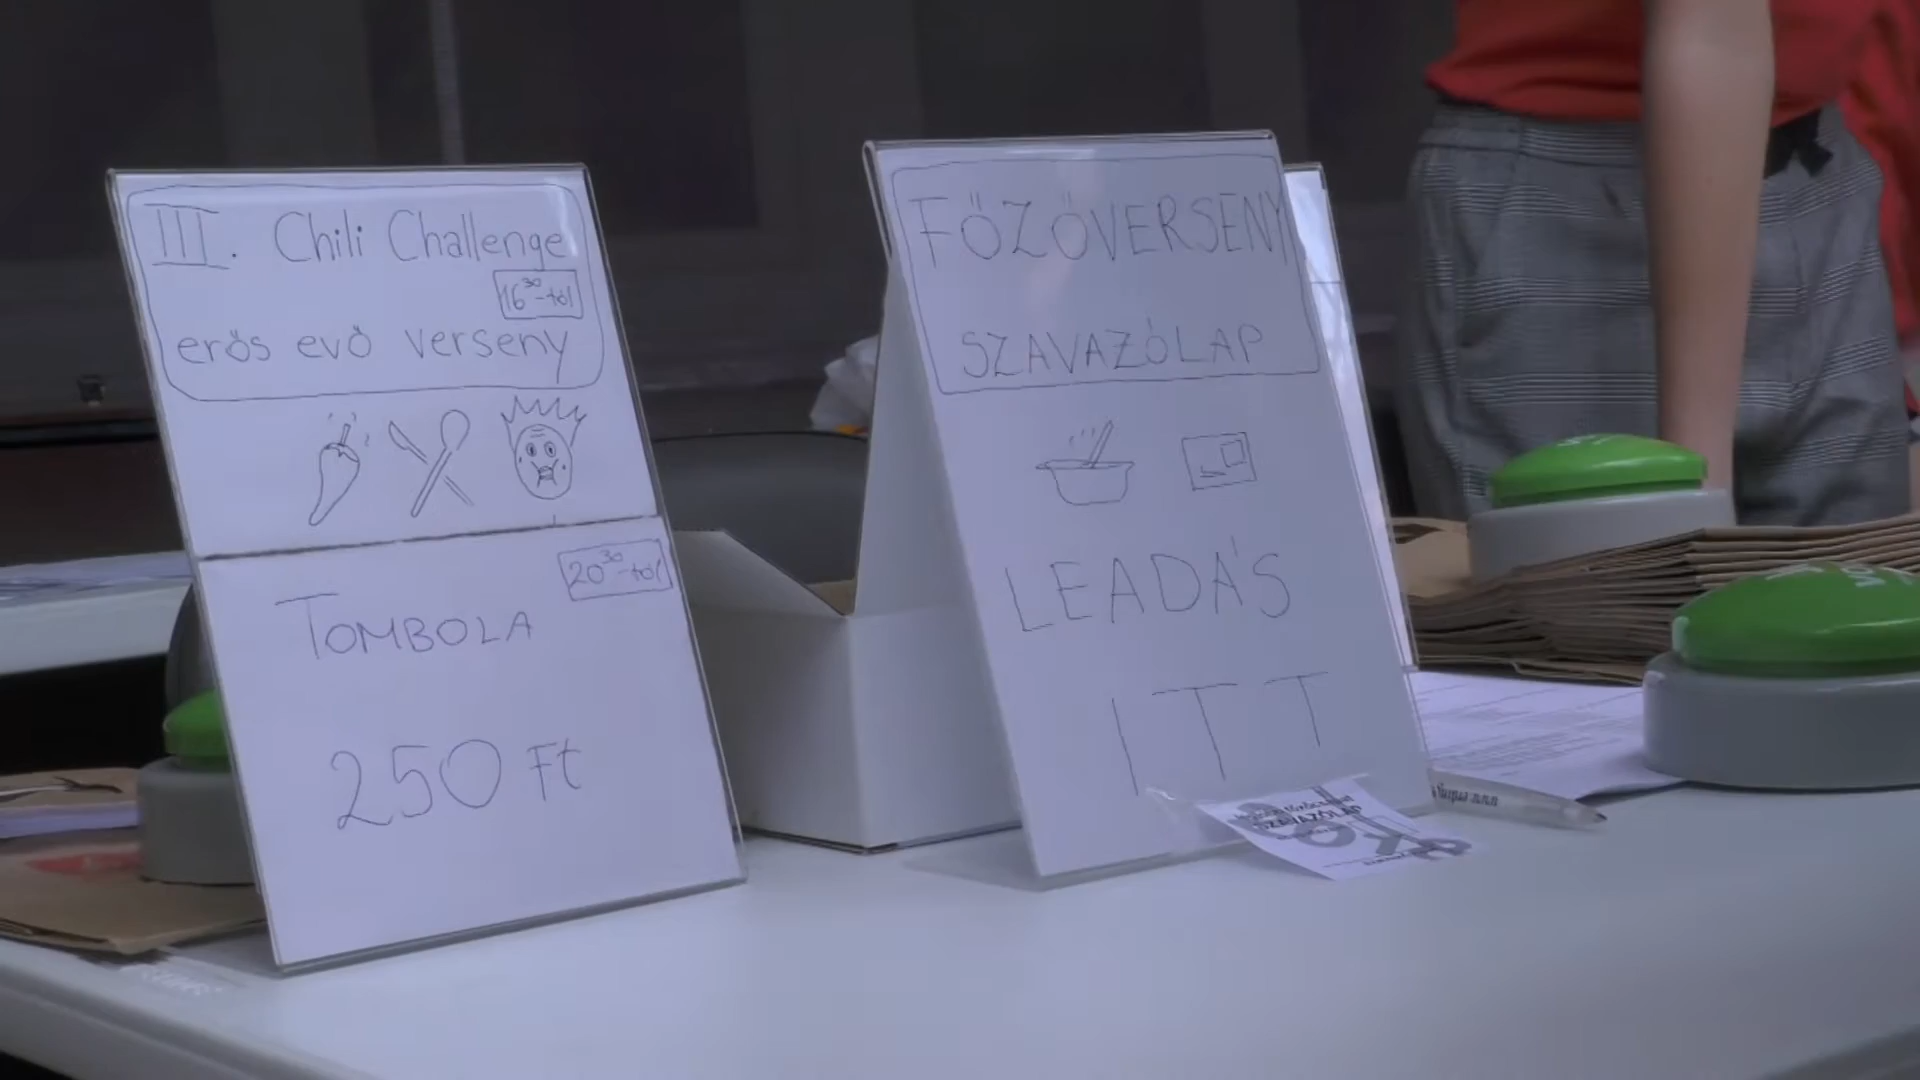 III. Chili Challenge
16³⁰-tól
erős evő verseny
20³⁰-tól
TOMBOLA
250 Ft
FŐZŐVERSENY
SZAVAZÓLAP
LEADÁS
ITT
SZAVAZÓLAP